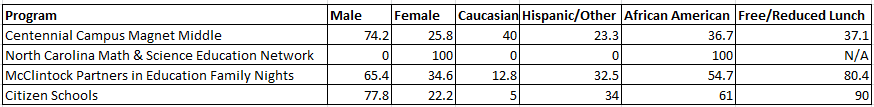 Program Male Female Caucasian Hispanic/Other African American Free/Reduced Lunch
Centennial Campus Magnet Middle 74.2 25.8 40 23.3 36.7 37.1
North Carolina Math & Science Education Network 0 100 0 0 100 N/A
McClintock Partners in Education Family Nights 65.4 34.6 12.8 32.5 54.7 80.4
Citizen Schools 77.8 22.2 5 34 61 90